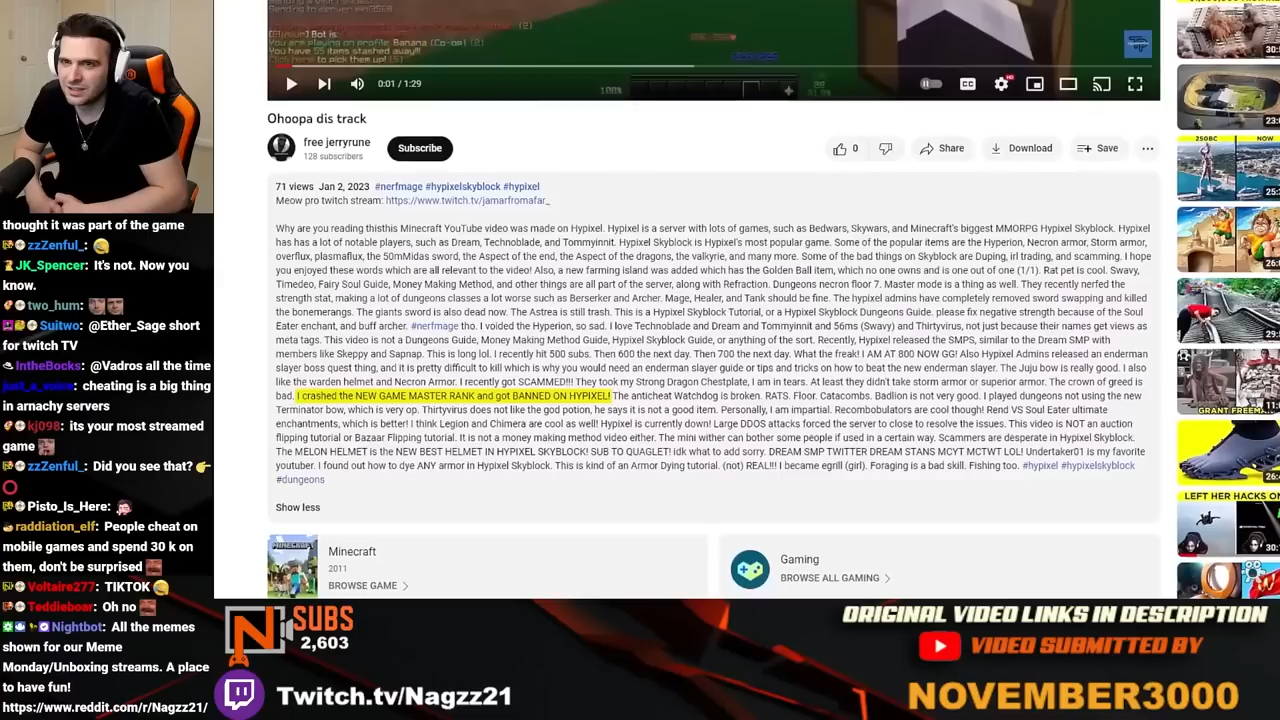 [Elysium] Bot is:
You are playing on profile Banana (Co-op) (2)
You have 55 items stashed away!!!
Click here to pick them up! (5)
100%
0:01 / 1:29
Ohoopa dis track
free jerryrune
128 subscribers
Subscribe
0
Share
Download
Save
71 views Jan 2, 2023 #nerfmage #hypixelskyblock #hypixel
Meow pro twitch stream: https://www.twitch.tv/jamarfromafar_
Why are you reading thisthis Minecraft YouTube video was made on Hypixel. Hypixel is a server with lots of games, such as Bedwars, Skywars, and Minecraft's biggest MMORPG Hypixel Skyblock. Hypixel
has has a lot of notable players, such as Dream, Technoblade, and Tommyinnit. Hypixel Skyblock is Hypixel's most popular game. Some of the popular items are the Hyperion, Necron armor, Storm armor,
overflux, plasmaflux, the 50mMidas sword, the Aspect of the end, the Aspect of the dragons, the valkyrie, and many more. Some of the bad things on Skyblock are Duping, irl trading, and scamming. I hope
you enjoyed these words which are all relevant to the video! Also, a new farming island was added which has the Golden Ball item, which no one owns and is one out of one (1/1). Rat pet is cool. Swavy,
Timedeo, Fairy Soul Guide, Money Making Method, and other things are all part of the server, along with Refraction. Dungeons necron floor 7. Master mode is a thing as well. They recently nerfed the
strength stat, making a lot of dungeons classes a lot worse such as Berserker and Archer. Mage, Healer, and Tank should be fine. The hypixel admins have completely removed sword swapping and killed
the bonemerangs. The giants sword is also dead now. The Astrea is still trash. This is a Hypixel Skyblock Tutorial, or a Hypixel Skyblock Dungeons Guide. please fix negative strength because of the Soul
Eater enchant, and buff archer. #nerfmage tho. I voided the Hyperion, so sad. I love Technoblade and Dream and Tommyinnit and 56ms (Swavy) and Thirtyvirus, not just because their names get views as
meta tags. This video is not a Dungeons Guide, Money Making Method Guide, Hypixel Skyblock Guide, or anything of the sort. Recently, Hypixel released the SMPS, similar to the Dream SMP with
members like Skeppy and Sapnap. This is long lol. I recently hit 500 subs. Then 600 the next day. Then 700 the next day. What the freak! I AM AT 800 NOW GG! Also Hypixel Admins released an enderman
slayer boss quest thing, and it is pretty difficult to kill which is why you would need an enderman slayer guide or tips and tricks on how to beat the new enderman slayer. The Juju bow is really good. I also
like the warden helmet and Necron Armor. I recently got SCAMMED!!! They took my Strong Dragon Chestplate, I am in tears. At least they didn't take storm armor or superior armor. The crown of greed is
bad. I crashed the NEW GAME MASTER RANK and got BANNED ON HYPIXEL! The anticheat Watchdog is broken. RATS. Floor. Catacombs. Badlion is not very good. I played dungeons not using the new
Terminator bow, which is very op. Thirtyvirus does not like the god potion, he says it is not a good item. Personally, I am impartial. Recombobulators are cool though! Rend VS Soul Eater ultimate
enchantments, which is better! I think Legion and Chimera are cool as well! Hypixel is currently down! Large DDOS attacks forced the server to close to resolve the issues. This video is NOT an auction
flipping tutorial or Bazaar Flipping tutorial. It is not a money making method video either. The mini wither or bother some people if used in a certain way. Scammers are desperate in Hypixel Skyblock.
The MELON HELMET is the NEW BEST HELMET IN HYPIXEL SKYBLOCK! SUB TO QUAGLET! idk what to add sorry. DREAM SMP TWITTER DREAM STANS MCYT MCTWT LOL! Undertaker01 is my favorite
youtuber. I found out how to dye ANY armor in Hypixel Skyblock. This is kind of an Armor Dying tutorial. (not) REAL!!! I became egrill (girl). Foraging is a bad skill. Fishing too. #hypixel #hypixelskyblock
#dungeons
Show less
Minecraft
2011
BROWSE GAME
Gaming
BROWSE ALL GAMING
thought it was part of the game
zzZenful_:
JK_Spencer: It's not. Now you
know.
two_hum:
Suitwo: @Ether_Sage short
for twitch TV
IntheBocks: @Vadros all the time
just_a_voice: cheating is a big thing
in arnachy servers
kj098: its your most streamed
game
zzZenful_: Did you see that?
Pisto_Is_Here:
raddiation_elf: People cheat on
mobile games and spend 30 k on
them, don't be surprised
Voltaire277: TIKTOK
Teddieboar: Oh no
Nightbot: All the memes
shown for our Meme
Monday/Unboxing streams. A place
to have fun!
https://www.reddit.com/r/Nagzz21/
250BC
NOW
GRANT FREEMA
LEFT HER HACKS O
SUBS
2,603
Twitch.tv/Nagzz21
ORIGINAL VIDEO LINKS IN DESCRIPTION
VIDEO SUBMITTED BY
NOVEMBER3000